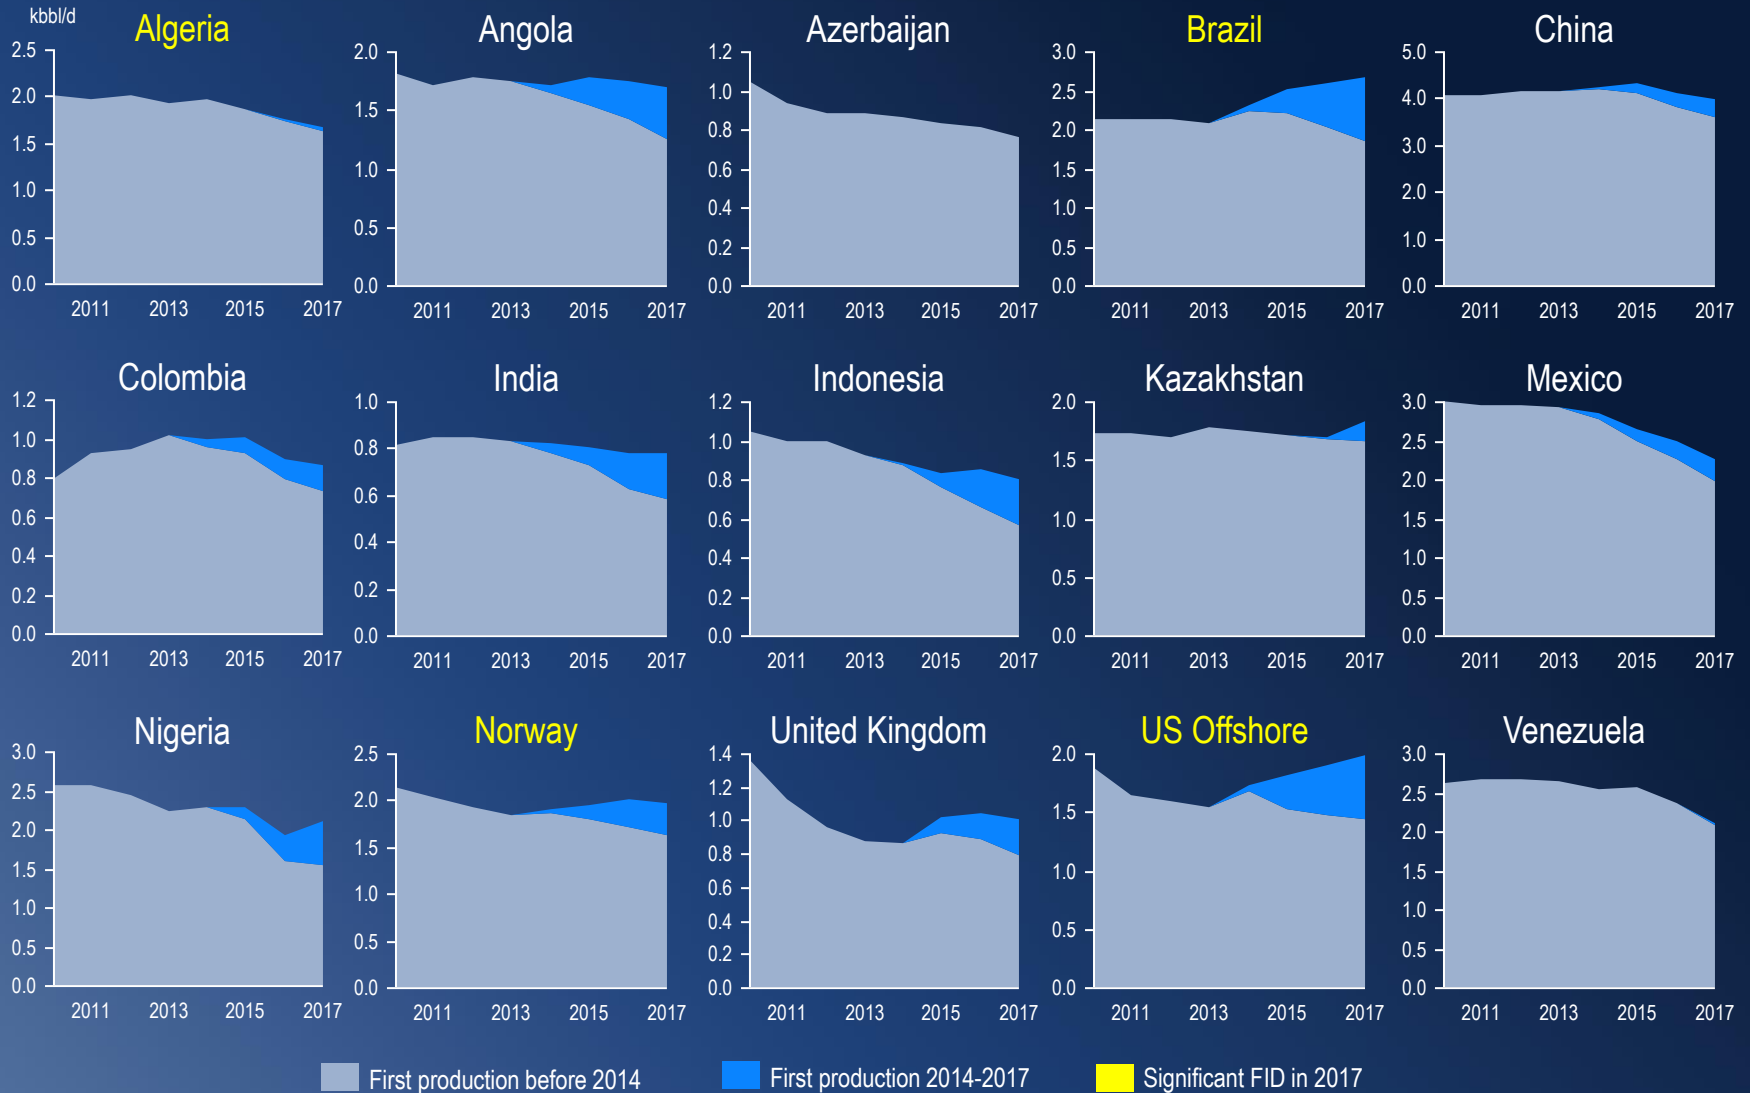 kbbl/d
Algeria
2.5
2.0
1.5
1.0
0.5
0.0
2011 2013 2015 2017
Angola
2.0
1.5
1.0
0.5
0.0
2011 2013 2015 2017
Azerbaijan
1.2
1.0
0.8
0.6
0.4
0.2
0.0
2011 2013 2015 2017
Brazil
3.0
2.5
2.0
1.5
1.0
0.5
0.0
2011 2013 2015 2017
China
5.0
4.0
3.0
2.0
1.0
0.0
2011 2013 2015 2017
Colombia
1.2
1.0
0.8
0.6
0.4
0.2
0.0
2011 2013 2015 2017
India
1.0
0.8
0.6
0.4
0.2
0.0
2011 2013 2015 2017
Indonesia
1.2
1.0
0.8
0.6
0.4
0.2
0.0
2011 2013 2015 2017
Kazakhstan
2.0
1.5
1.0
0.5
0.0
2011 2013 2015 2017
Mexico
3.0
2.5
2.0
1.5
1.0
0.5
0.0
2011 2013 2015 2017
Nigeria
3.0
2.5
2.0
1.5
1.0
0.5
0.0
2011 2013 2015 2017
Norway
2.5
2.0
1.5
1.0
0.5
0.0
2011 2013 2015 2017
United Kingdom
1.4
1.2
1.0
0.8
0.6
0.4
0.2
0.0
2011 2013 2015 2017
US Offshore
2.0
1.5
1.0
0.5
0.0
2011 2013 2015 2017
Venezuela
3.0
2.5
2.0
1.5
1.0
0.5
0.0
2011 2013 2015 2017
First production before 2014
First production 2014-2017
Significant FID in 2017